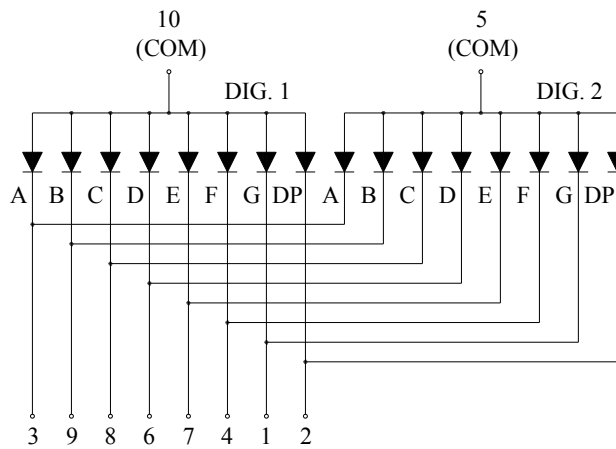 10 5
(COM) (COM)
DIG. 1 DIG. 2
A B C D E F G DP A B C D E F G DP
3 9 8 6 7 4 1 2